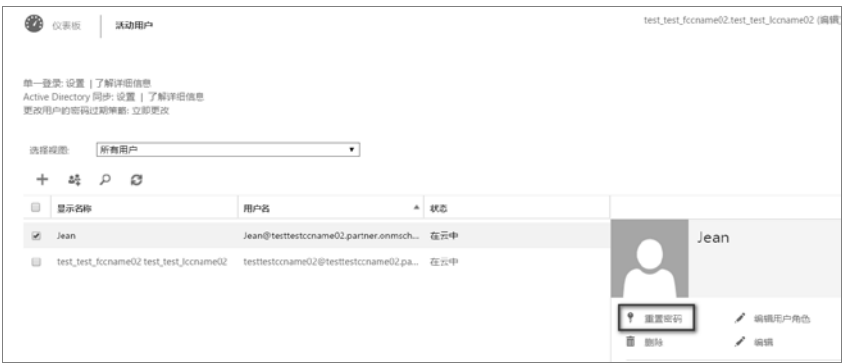 仪表板 活动用户
test_test_fccname02.test_test_lccname02 (编辑
单一登录: 设置 | 了解详细信息
Active Directory 同步: 设置 | 了解详细信息
更改用户的密码过期策略: 立即更改
选择视图: 所有用户
显示名称 用户名 状态
Jean Jean@testtestccname02.partner.onmsch... 在云中
test_test_fccname02 test_test_lccname02 testtestccname02@testtestccname02.pa... 在云中
Jean
重置密码 编辑用户角色
删除 编辑